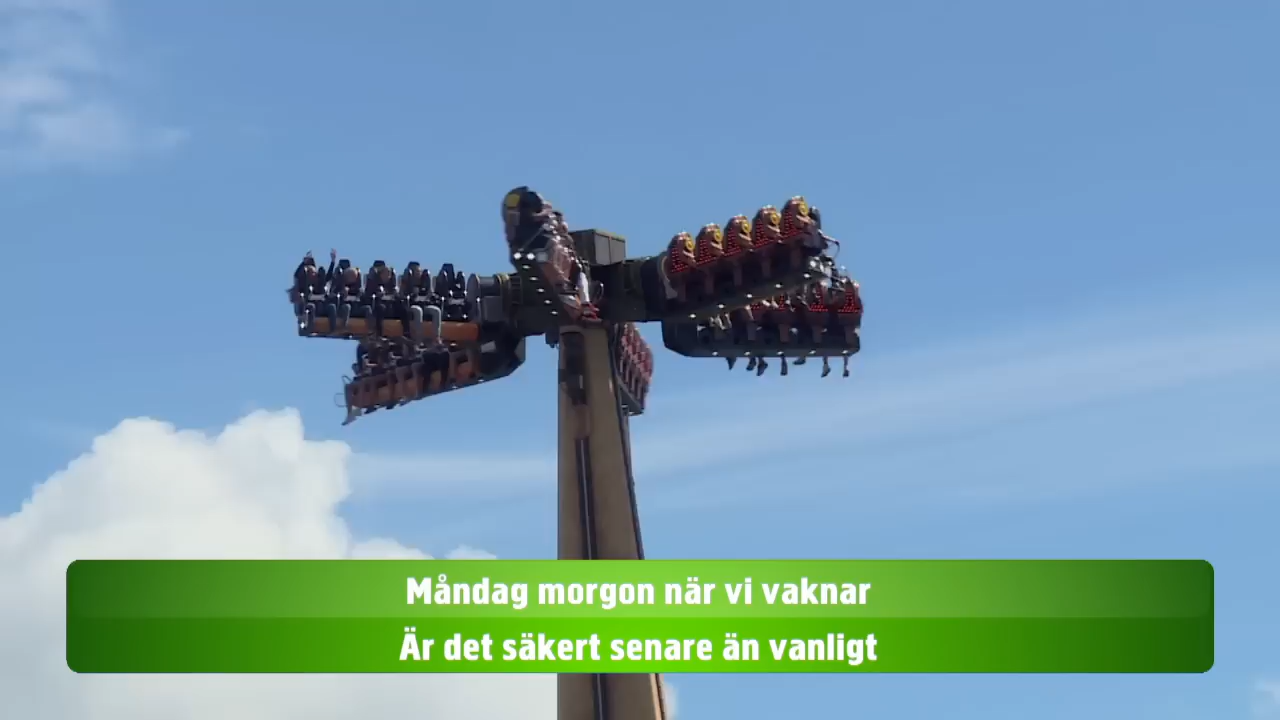 Måndag morgon när vi vaknar
Är det säkert senare än vanligt